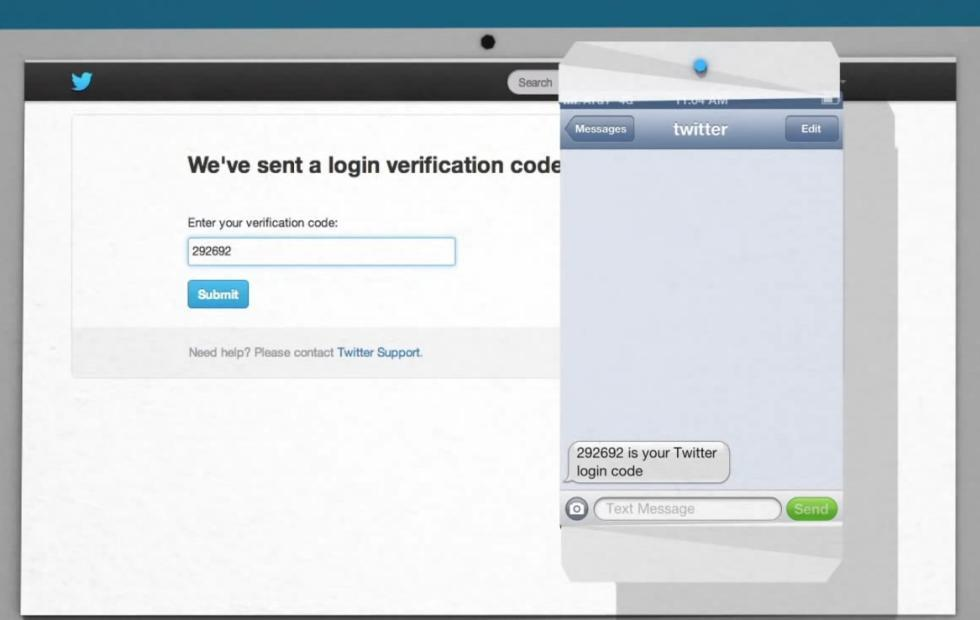 Search
We've sent a login verification code
Enter your verification code:
292692
Submit
Need help? Please contact Twitter Support.
11:04 AM
Messages
twitter
Edit
292692 is your Twitter
login code
Text Message
Send